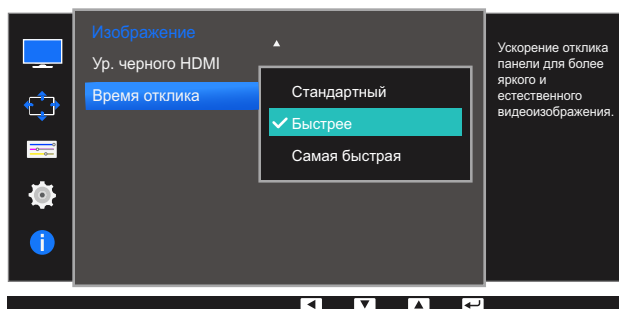 Изображение
Ур. черного HDMI
Время отклика
Стандартный
Быстрее
Самая быстрая
Ускорение отклика
панели для более
яркого и
естественного
видеоизображения.